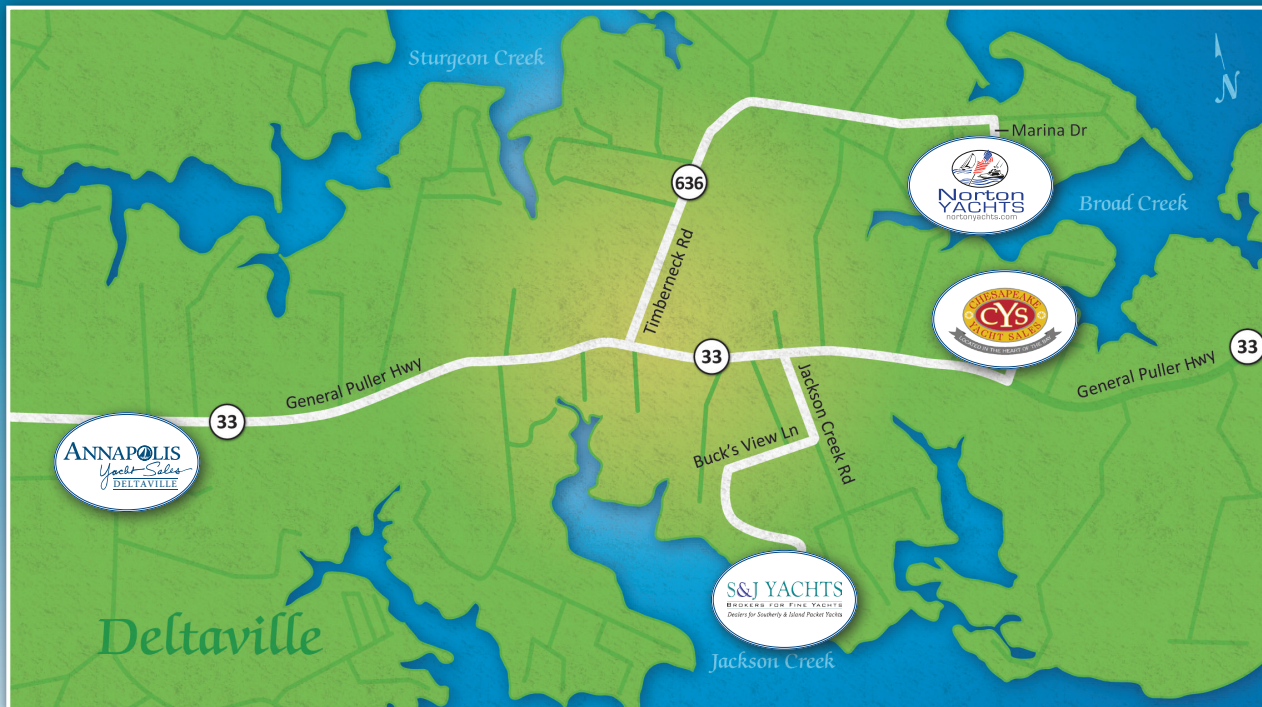 Sturgeon Creek
N
Marina Dr
636
Norton
YACHTS
nortonyachts.com
Broad Creek
Timberneck Rd
CHESAPEAKE
CYS
YACHT SALES
LOCATED IN THE HEART OF THE BAY
33
33
General Puller Hwy
General Puller Hwy
Jackson Creek Rd
33
Buck's View Ln
ANNAPOLIS
Yacht Sales
DELTAVILLE
S&J YACHTS
BROKERS FOR FINE YACHTS
Dealers for Southerly & Island Packet Yachts
Deltaville
Jackson Creek